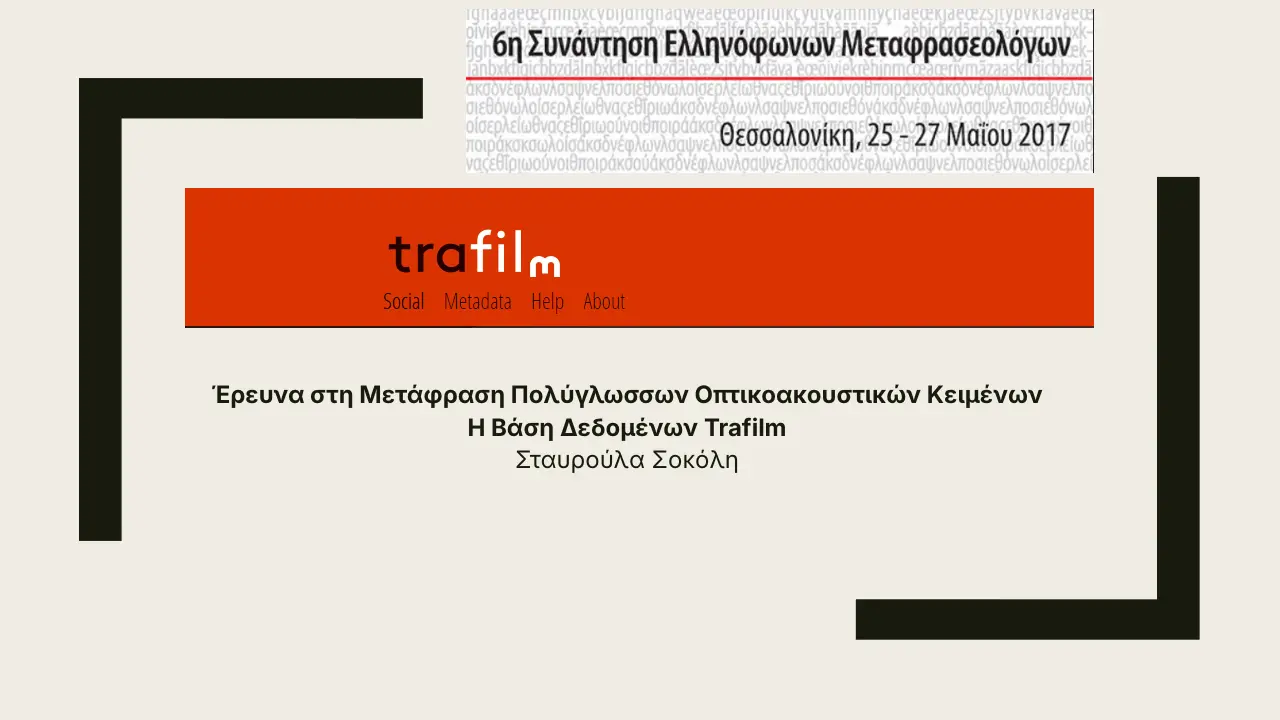 6η Συνάντηση Ελληνόφωνων Μεταφρασεολόγων
Θεσσαλονίκη, 25 - 27 Μαΐου 2017
trafilm
Social Metadata Help About
Έρευνα στη Μετάφραση Πολύγλωσσων Οπτικοακουστικών Κειμένων
Η Βάση Δεδομένων Trafilm
Σταυρούλα Σοκόλη